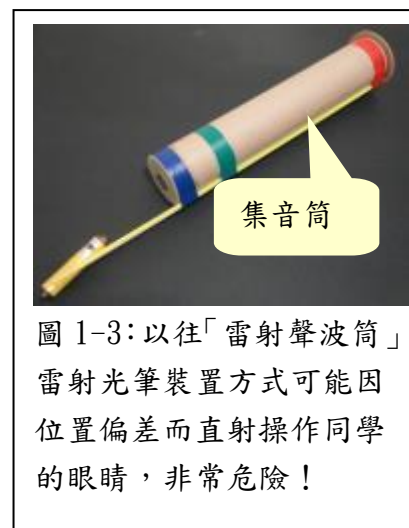 集音筒
圖 1-3:以往「雷射聲波筒」
雷射光筆裝置方式可能因
位置偏差而直射操作同學
的眼睛，非常危險！